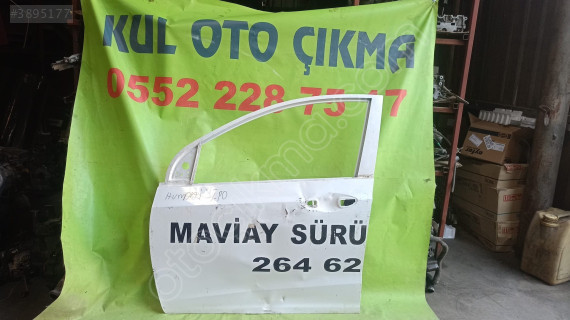 #3895177
KUL OTO ÇIKMA
0552 228 75 47
MAVİAY SÜRÜ
264 62